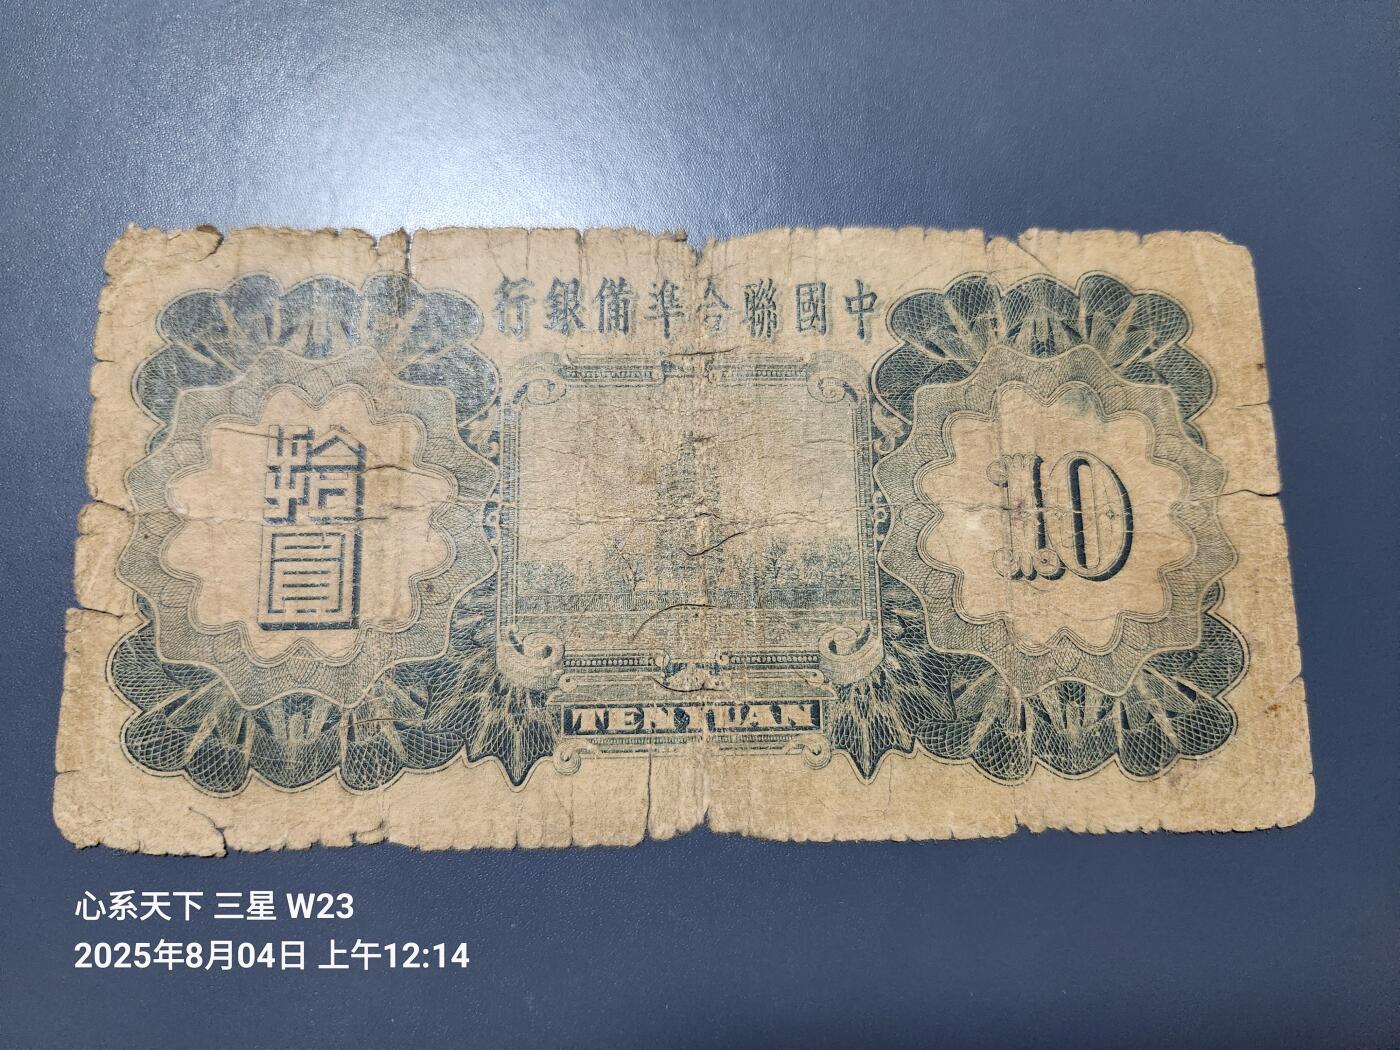 行銀備準合聯國中
拾圓
10
TEN YUAN
心系天下 三星 W23
2025年8月04日 上午12:14